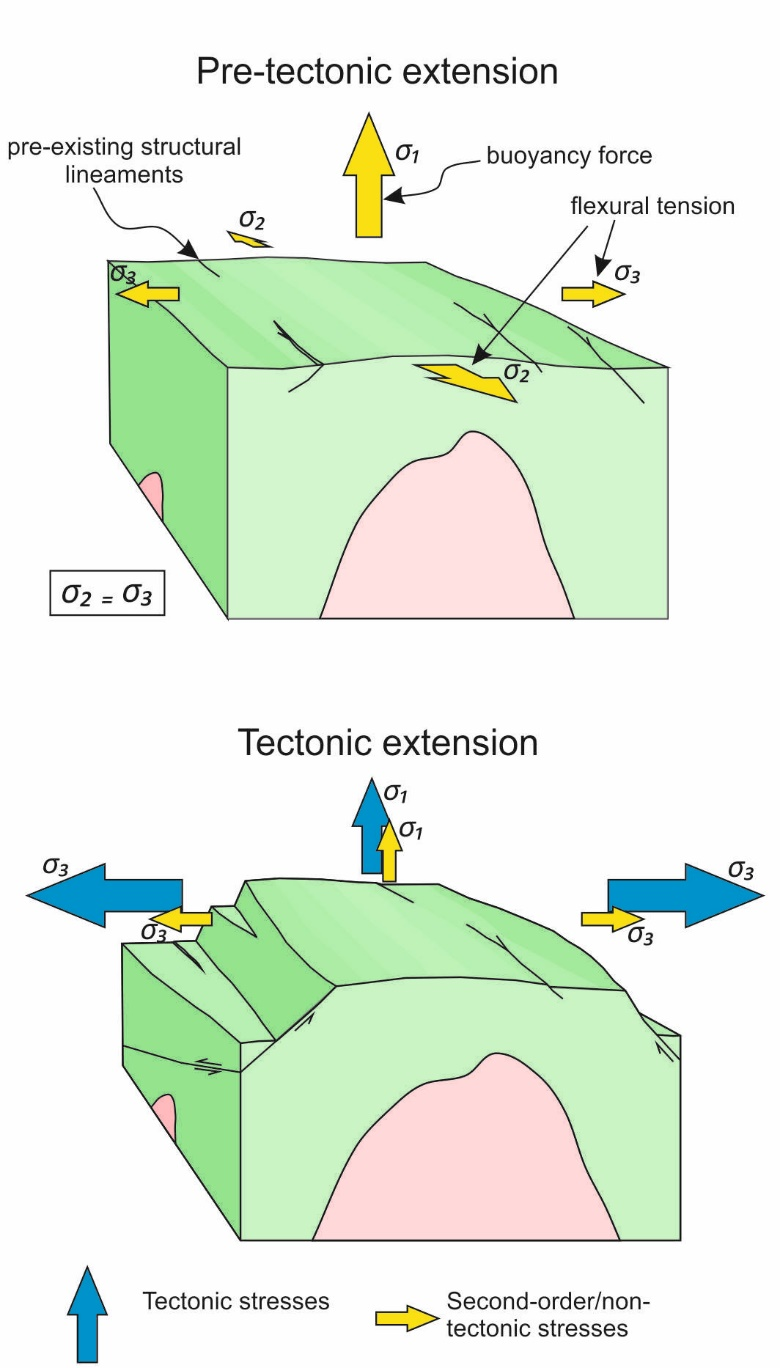 Pre-tectonic extension
pre-existing structural
lineaments
σ1
buoyancy force
flexural tension
σ2
σ3
σ3
σ2
σ2 = σ3
Tectonic extension
σ1
σ1
σ3
σ3
σ3
σ3
Tectonic stresses
Second-order/non-
tectonic stresses